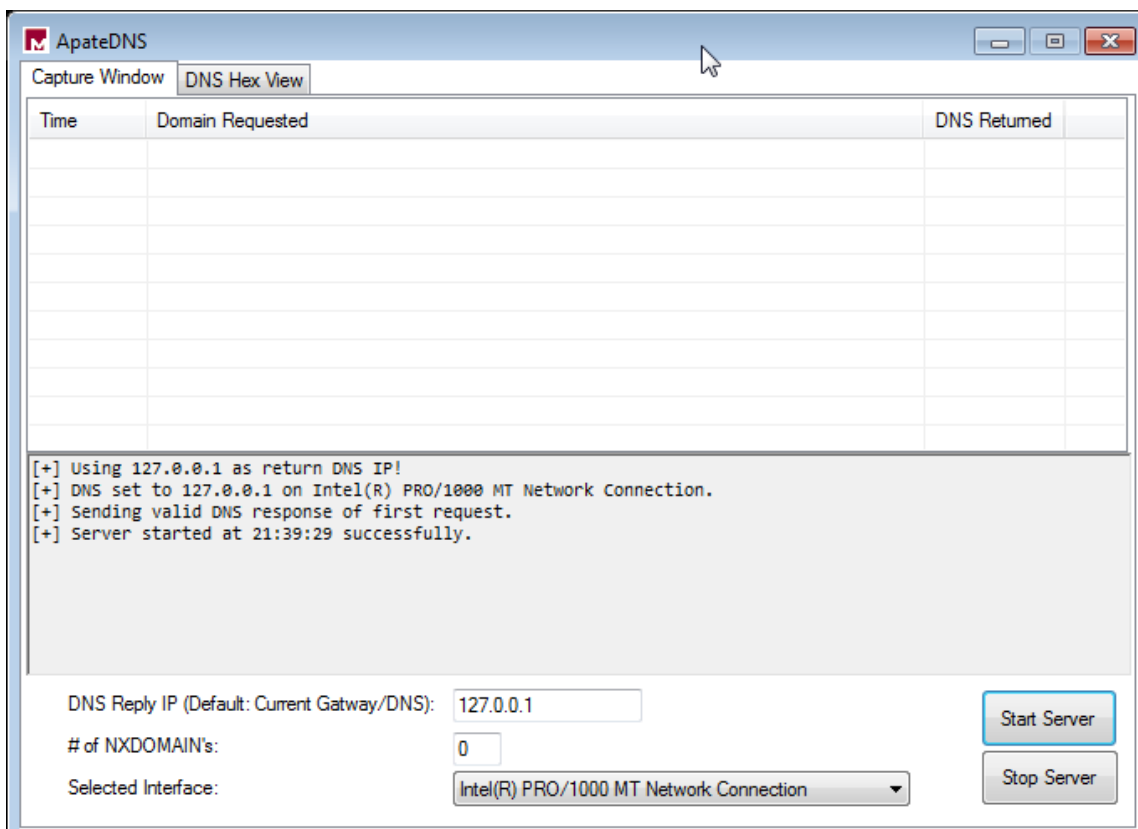 ApateDNS
Capture Window DNS Hex View
Time Domain Requested DNS Returned
[+] Using 127.0.0.1 as return DNS IP!
[+] DNS set to 127.0.0.1 on Intel(R) PRO/1000 MT Network Connection.
[+] Sending valid DNS response of first request.
[+] Server started at 21:39:29 successfully.
DNS Reply IP (Default: Current Gatway/DNS): 127.0.0.1
Start Server
# of NXDOMAIN's: 0
Selected Interface: Intel(R) PRO/1000 MT Network Connection
Stop Server